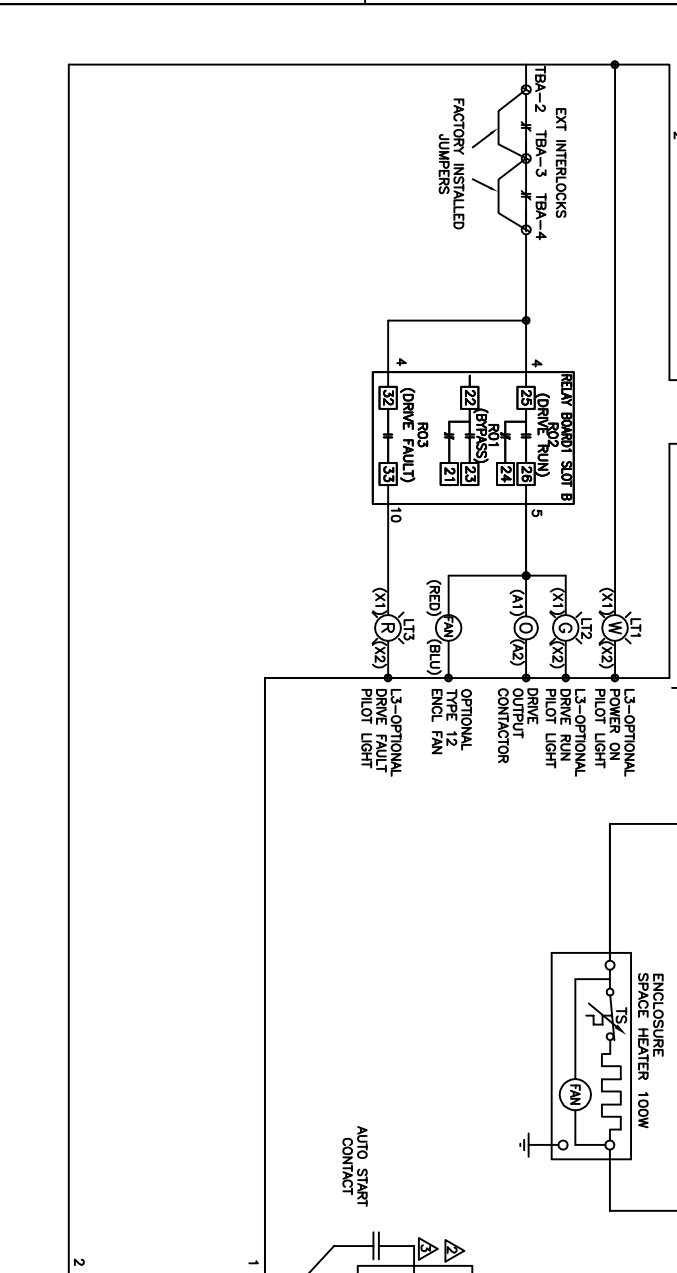 2
TBA-2
TBA-3
TBA-4
EXT INTERLOCKS
FACTORY INSTALLED
JUMPERS
4
4
RELAY BOARD1 SLOT B
25
RO2
(DRIVE RUN)
26
24
22
RO1
(BYPASS)
23
21
32
RO3
(DRIVE FAULT)
33
5
10
LT1
(X1)
W
(X2)
L3-OPTIONAL
POWER ON
PILOT LIGHT
LT2
(X1)
G
(X2)
L3-OPTIONAL
DRIVE RUN
PILOT LIGHT
(A1)
O
(A2)
DRIVE
OUTPUT
CONTACTOR
(RED)
FAN
(BLU)
OPTIONAL
TYPE 12
ENCL FAN
LT3
(X1)
R
(X2)
L3-OPTIONAL
DRIVE FAULT
PILOT LIGHT
ENCLOSURE
SPACE HEATER 100W
TS
FAN
AUTO START
CONTACT
2
3
1
2